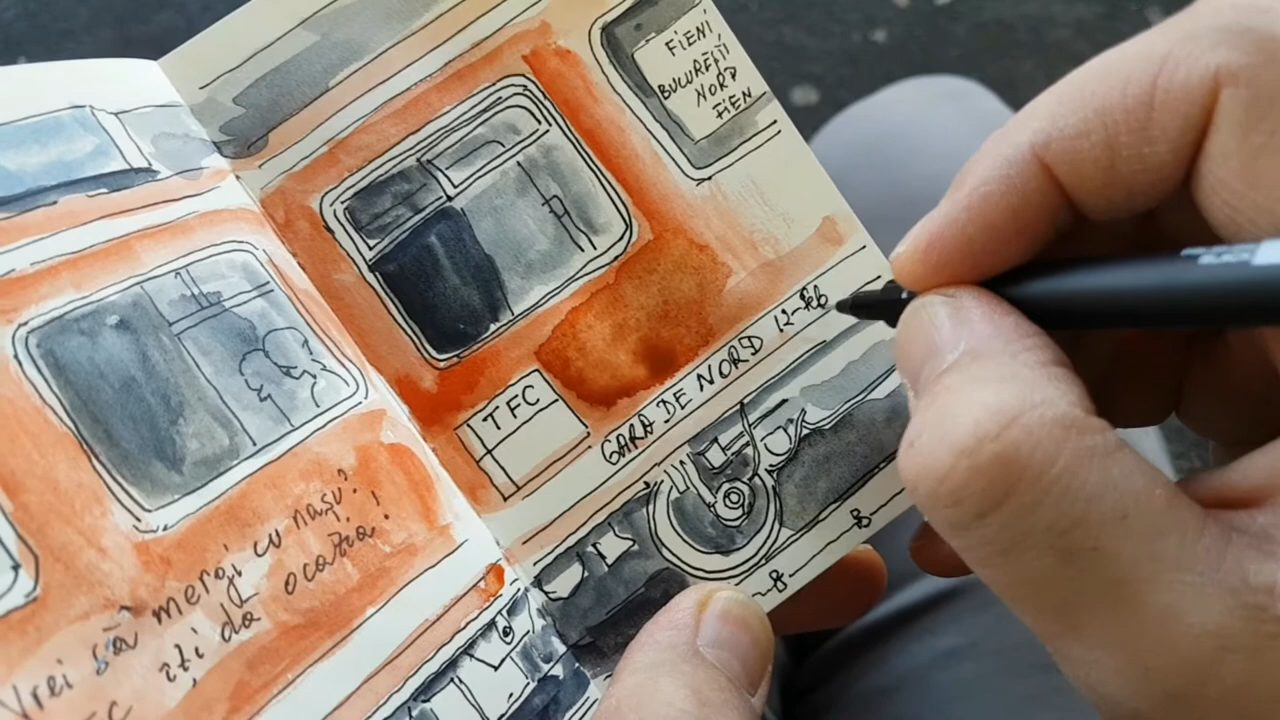 FIENI
BUCUREȘTI
NORD
FIENI
TFC
GARA DE NORD 12-Feb
Vrei să mergi cu nașu?
îți dă ocazia!